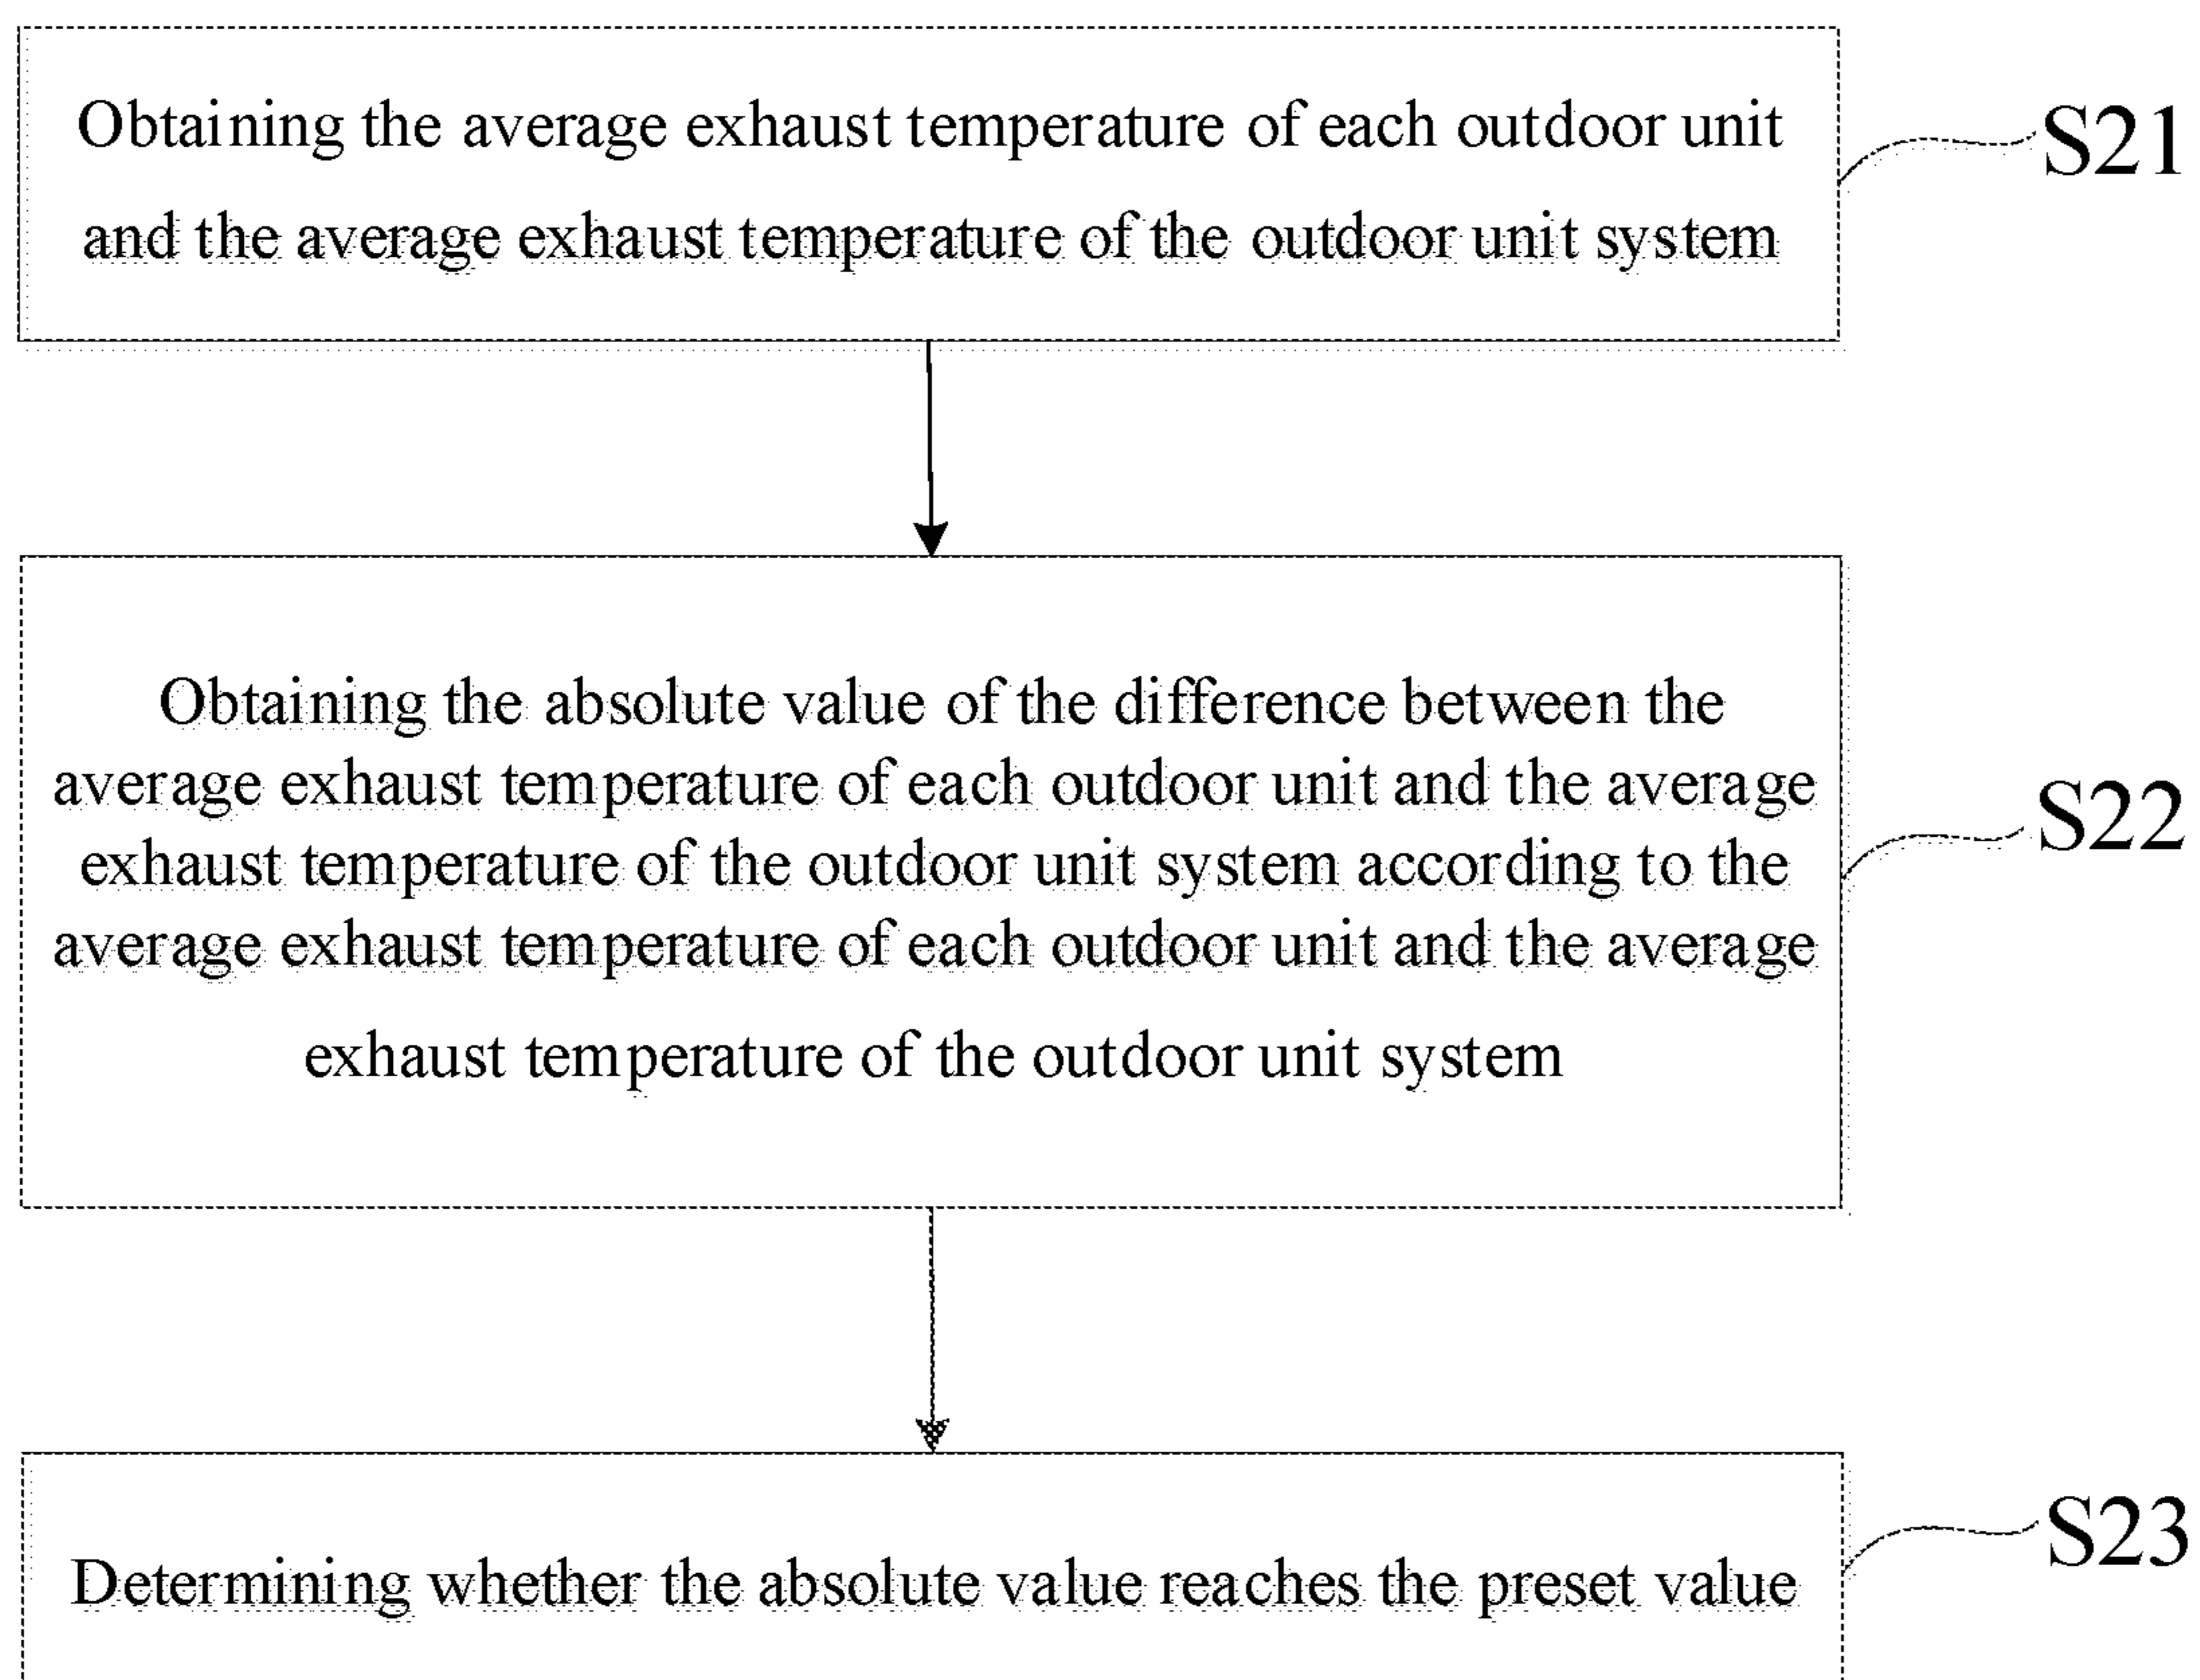 Obtaining the average exhaust temperature of each outdoor unit
and the average exhaust temperature of the outdoor unit system
S21
Obtaining the absolute value of the difference between the
average exhaust temperature of each outdoor unit and the average
exhaust temperature of the outdoor unit system according to the
average exhaust temperature of each outdoor unit and the average
exhaust temperature of the outdoor unit system
S22
Determining whether the absolute value reaches the preset value
S23